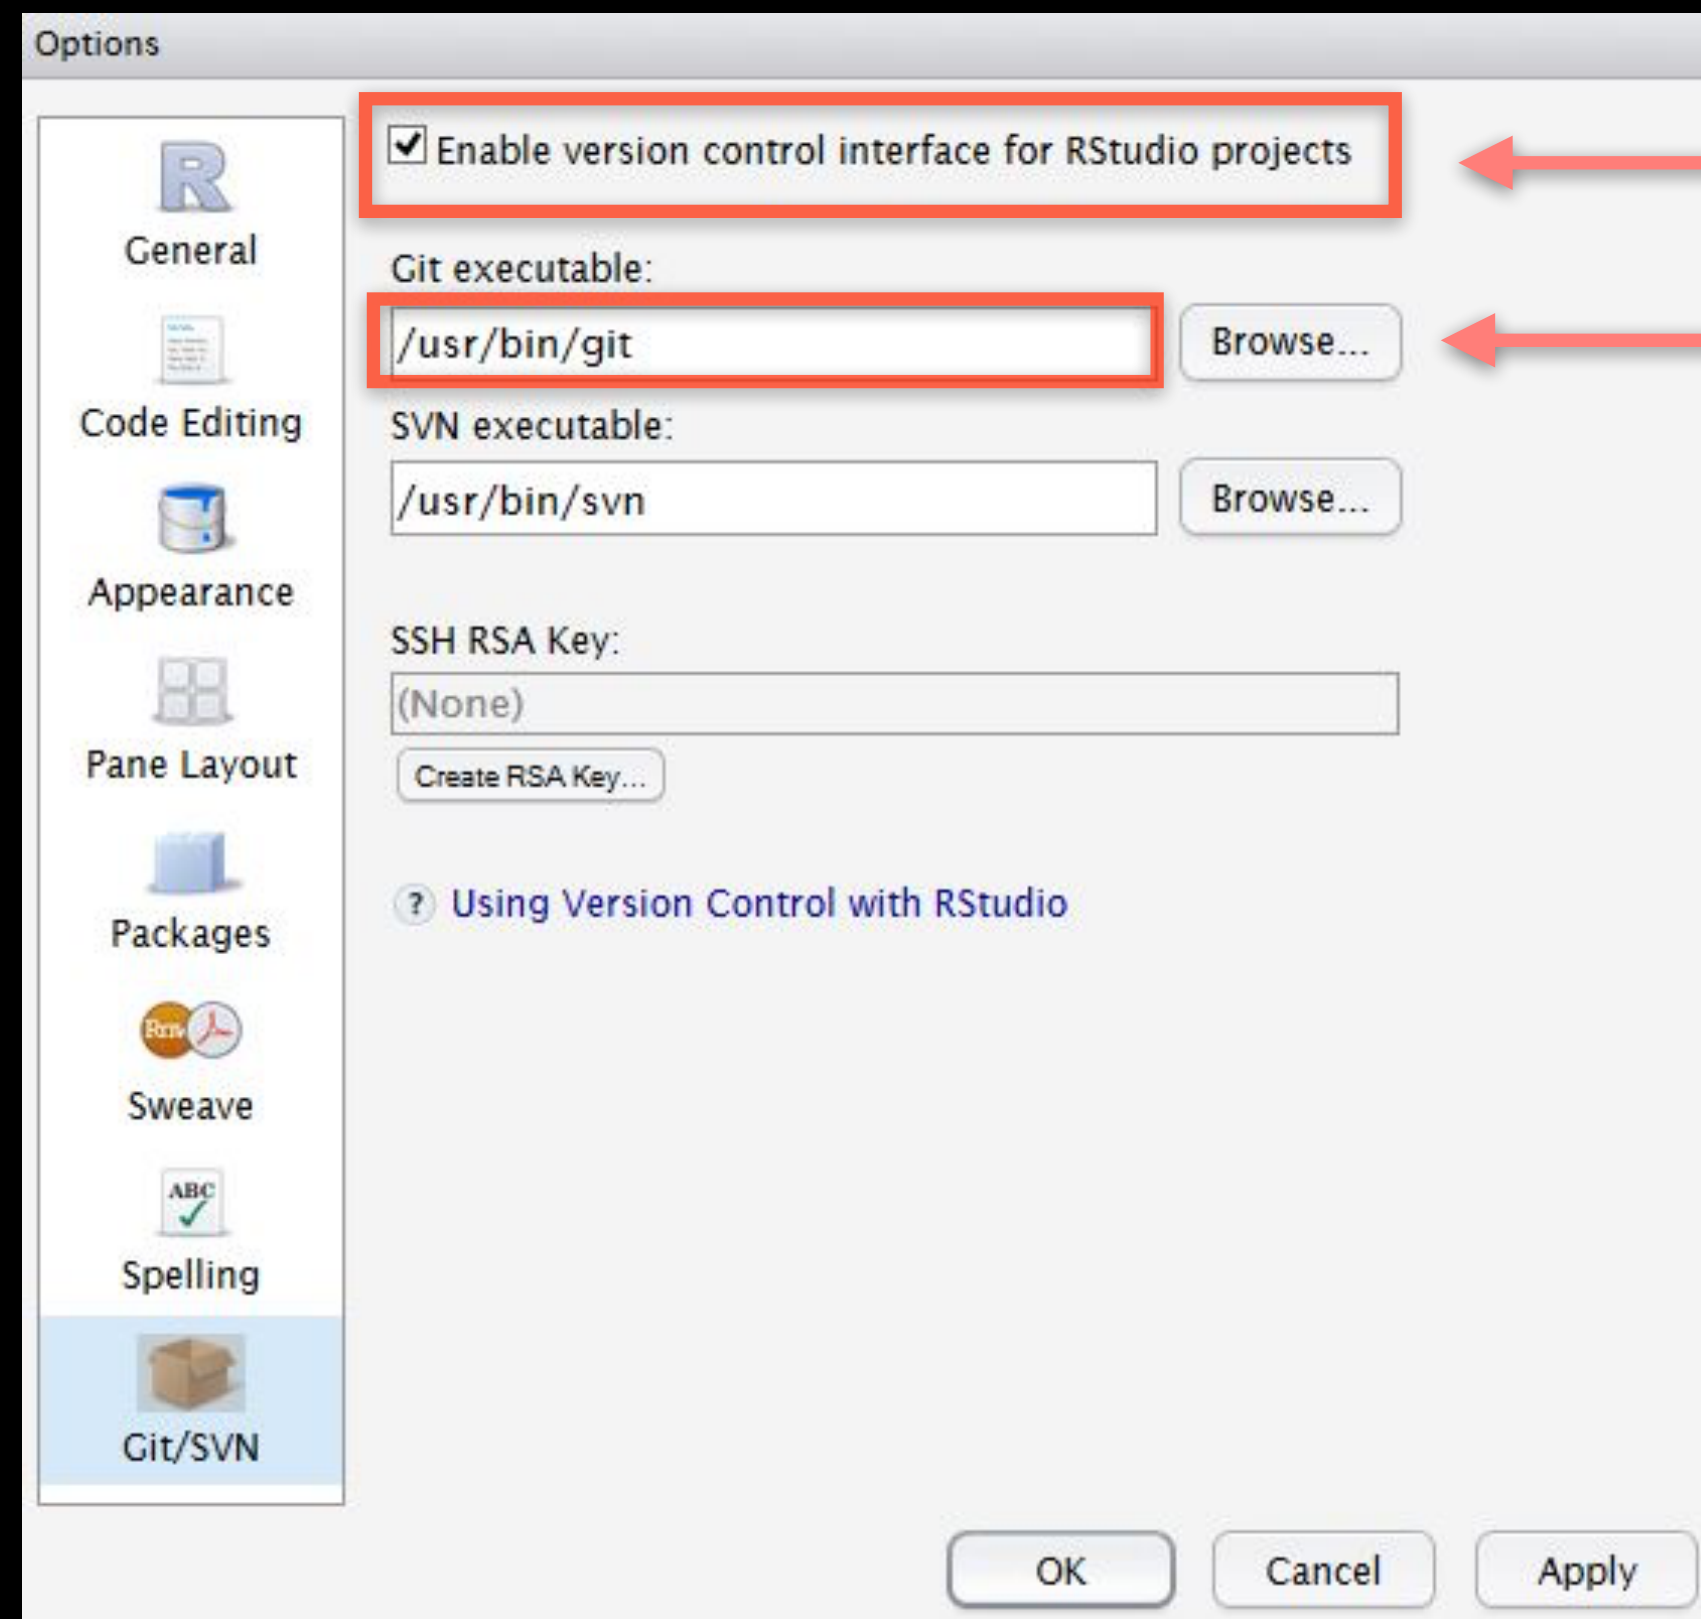 Options
Enable version control interface for RStudio projects
General
Git executable:
/usr/bin/git
Browse...
Code Editing
SVN executable:
/usr/bin/svn
Browse...
Appearance
SSH RSA Key:
(None)
Pane Layout
Create RSA Key...
Using Version Control with RStudio
Packages
Sweave
ABC
Spelling
Git/SVN
OK
Cancel
Apply